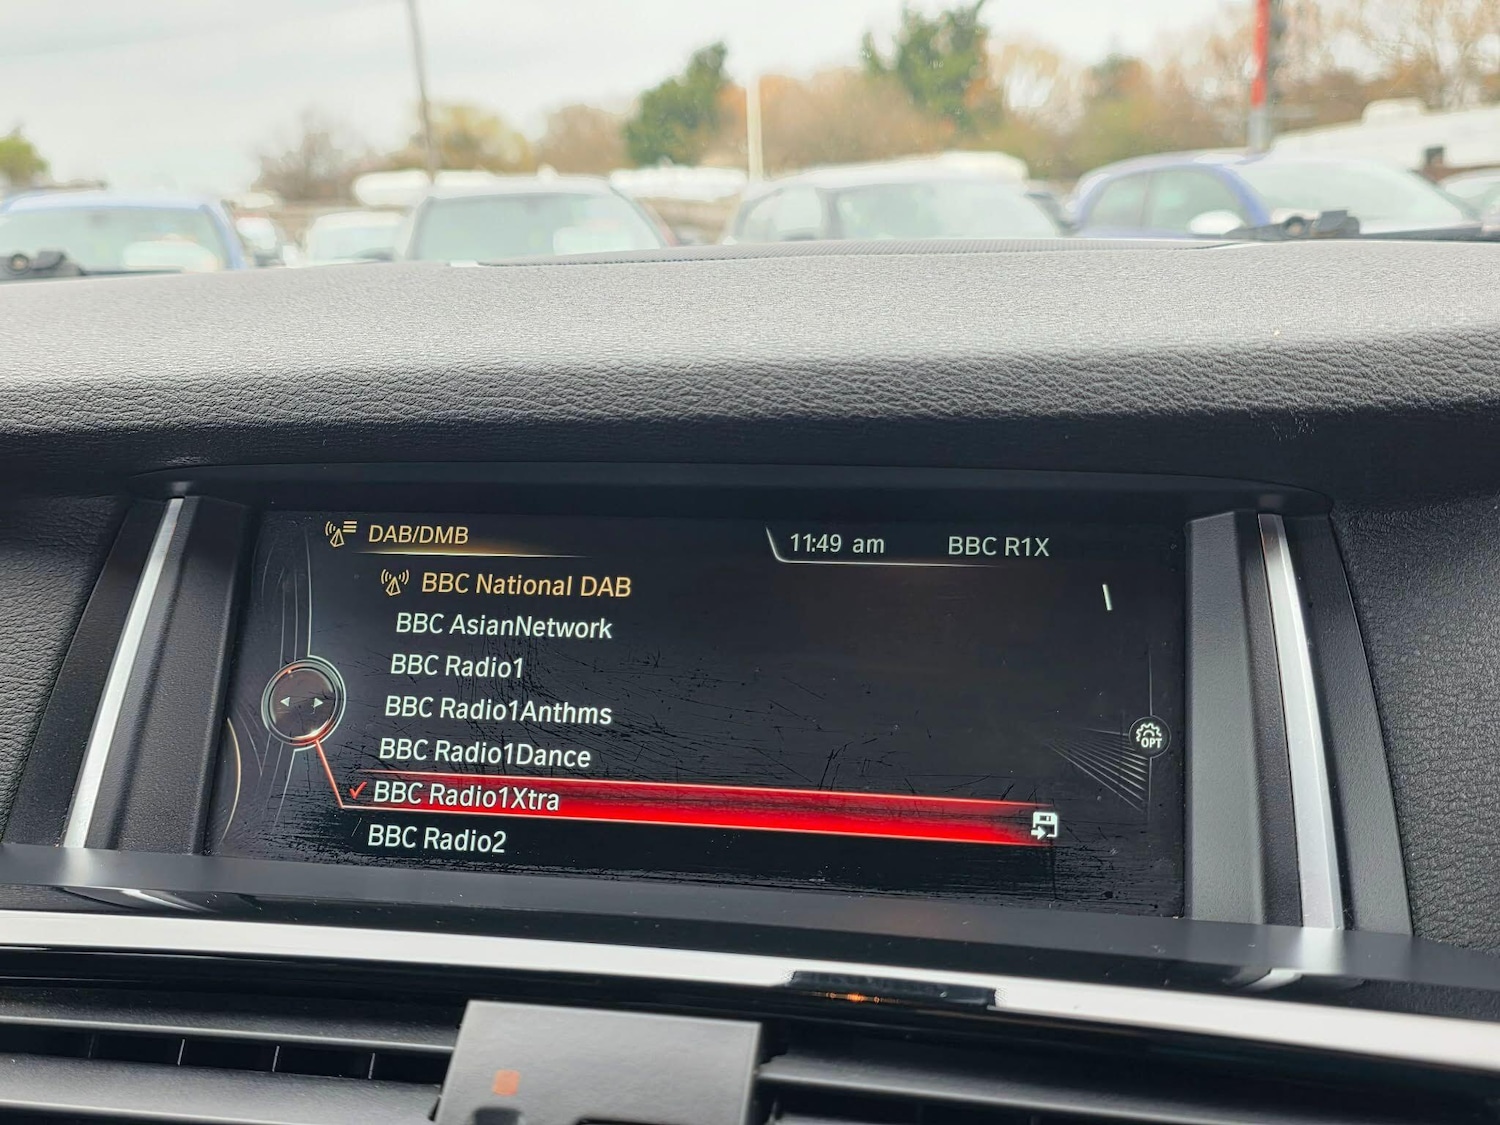 DAB/DMB
11:49 am BBC R1X
BBC National DAB
BBC AsianNetwork
BBC Radio1
BBC Radio1Anthms
BBC Radio1Dance
BBC Radio1Xtra
BBC Radio2
OPT